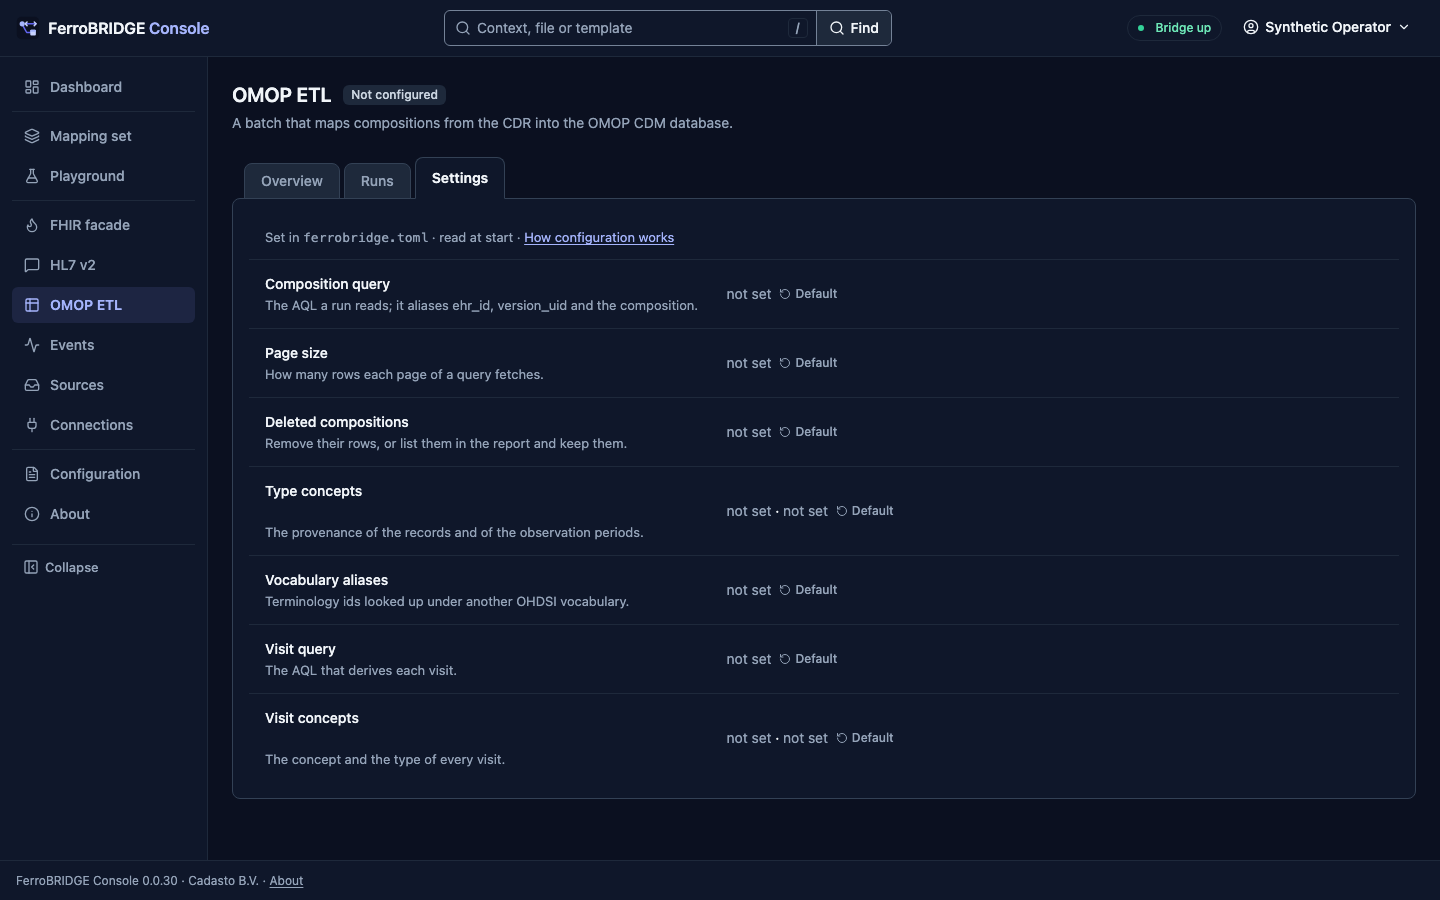 FerroBRIDGE Console
Context, file or template
/
Find
Bridge up
Synthetic Operator
Dashboard
Mapping set
Playground
FHIR facade
HL7 v2
OMOP ETL
Events
Sources
Connections
Configuration
About
Collapse
OMOP ETL
Not configured
A batch that maps compositions from the CDR into the OMOP CDM database.
Overview
Runs
Settings
Set in ferrobridge.toml · read at start · How configuration works
Composition query
The AQL a run reads; it aliases ehr_id, version_uid and the composition.
not set Default
Page size
How many rows each page of a query fetches.
not set Default
Deleted compositions
Remove their rows, or list them in the report and keep them.
not set Default
Type concepts
The provenance of the records and of the observation periods.
not set · not set Default
Vocabulary aliases
Terminology ids looked up under another OHDSI vocabulary.
not set Default
Visit query
The AQL that derives each visit.
not set Default
Visit concepts
The concept and the type of every visit.
not set · not set Default
FerroBRIDGE Console 0.0.30 · Cadasto B.V. · About